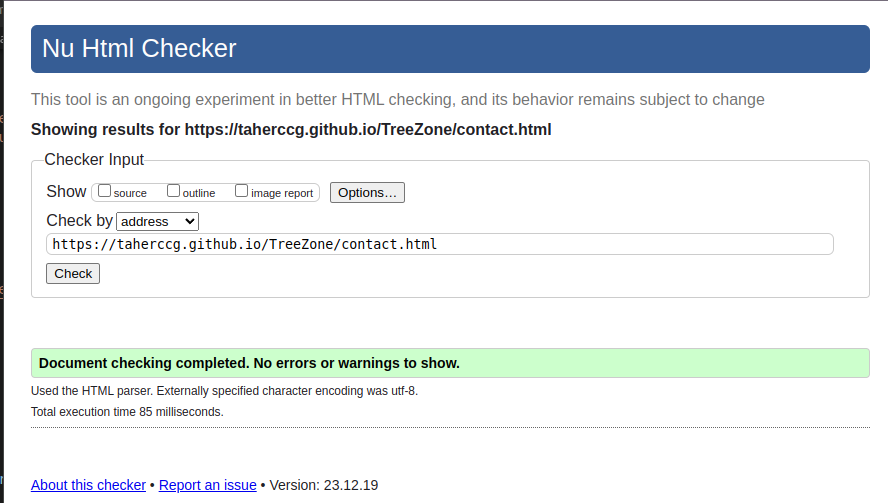 Nu Html Checker
This tool is an ongoing experiment in better HTML checking, and its behavior remains subject to change
Showing results for https://taherccg.github.io/TreeZone/contact.html
Checker Input
Show source outline image report Options...
Check by address
https://taherccg.github.io/TreeZone/contact.html
Check
Document checking completed. No errors or warnings to show.
Used the HTML parser. Externally specified character encoding was utf-8.
Total execution time 85 milliseconds.
About this checker • Report an issue • Version: 23.12.19